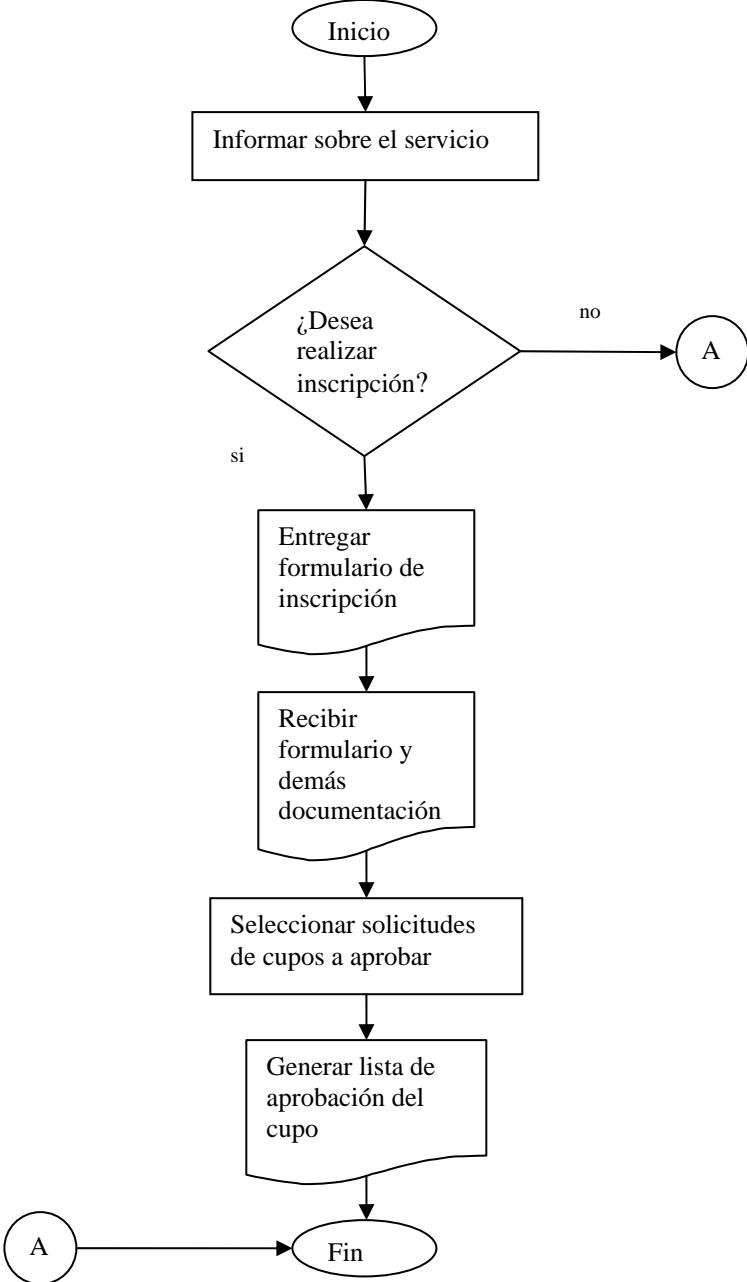 Inicio
Informar sobre el servicio
¿Desea
realizar
inscripción?
no
A
si
Entregar
formulario de
inscripción
Recibir
formulario y
demás
documentación
Seleccionar solicitudes
de cupos a aprobar
Generar lista de
aprobación del
cupo
A
Fin